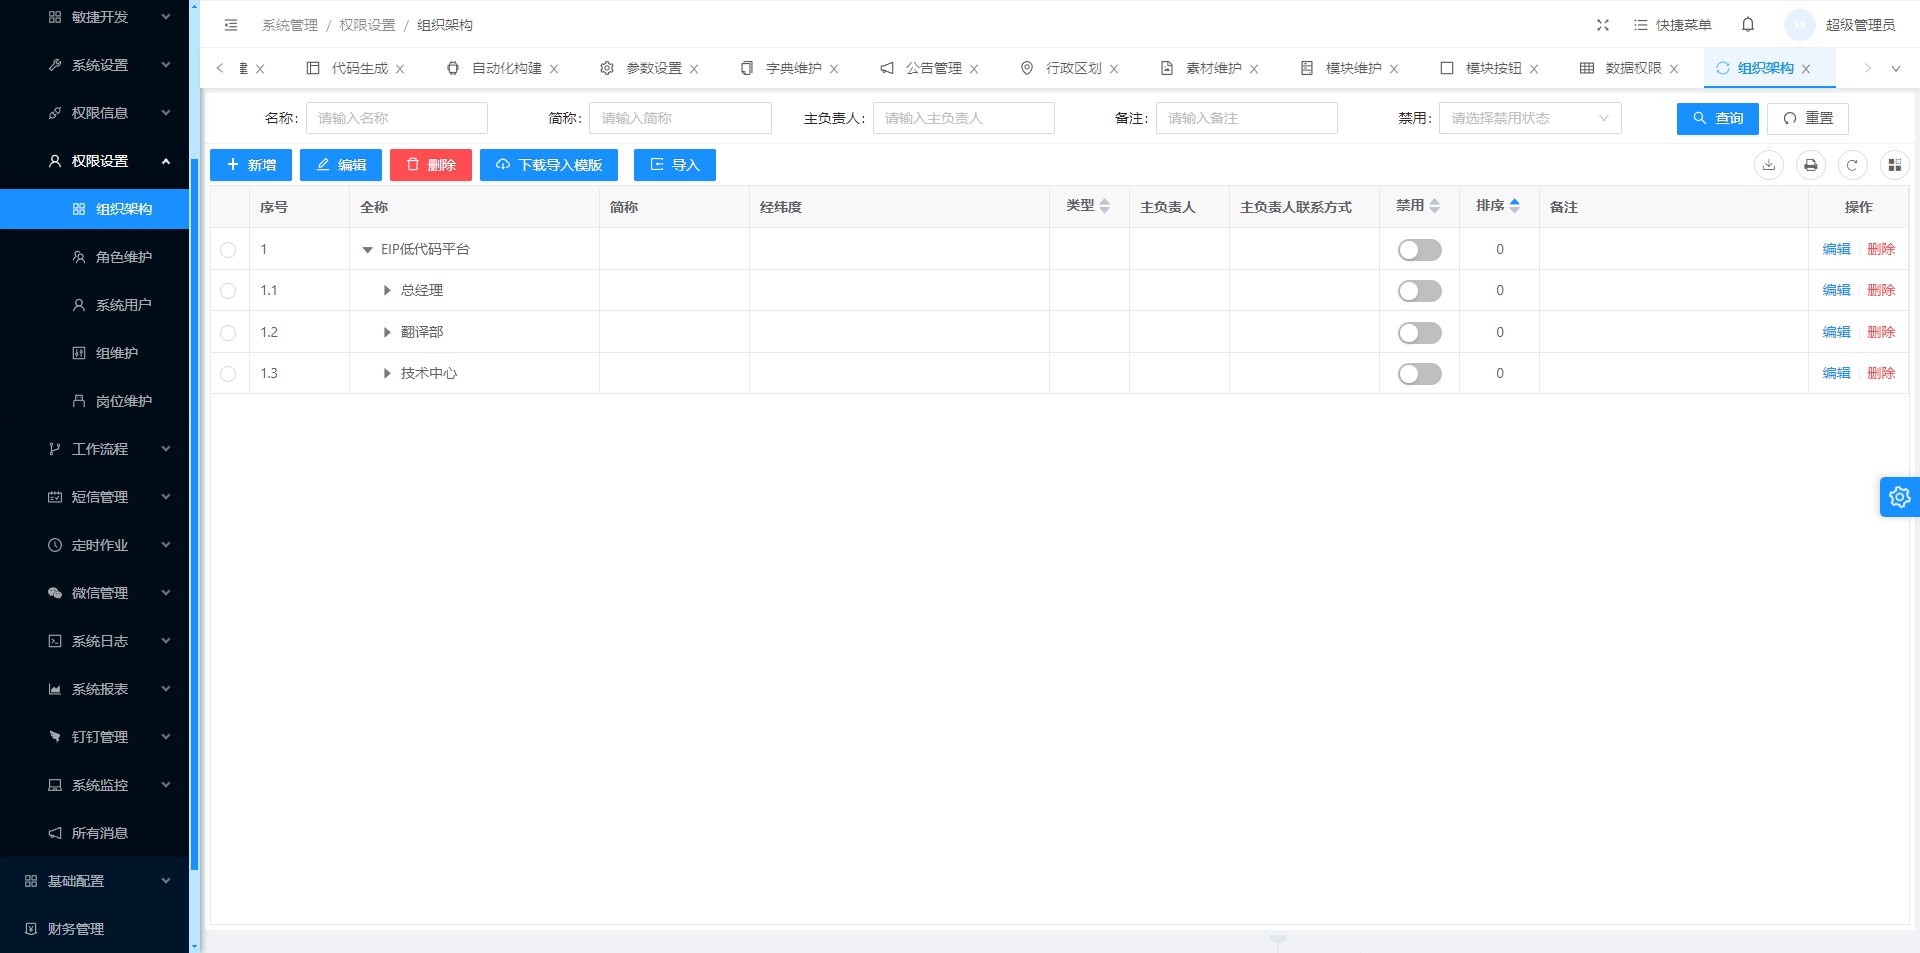 系统管理 / 权限设置 / 组织架构
快捷菜单
超级管理员
代码生成
自动化构建
参数设置
字典维护
公告管理
行政区划
素材维护
模块维护
模块按钮
数据权限
组织架构
敏捷开发
系统设置
权限信息
权限设置
组织架构
角色维护
系统用户
组维护
岗位维护
工作流程
短信管理
定时作业
微信管理
系统日志
系统报表
钉钉管理
系统监控
所有消息
基础配置
财务管理
名称: 请输入名称
简称: 请输入简称
主负责人: 请输入主负责人
备注: 请输入备注
禁用: 请选择禁用状态
查询
重置
新增
编辑
删除
下载导入模版
导入
序号 全称 简称 经纬度 类型 主负责人 主负责人联系方式 禁用 排序 备注 操作
1 EIP低代码平台 0 编辑 删除
1.1 总经理 0 编辑 删除
1.2 翻译部 0 编辑 删除
1.3 技术中心 0 编辑 删除